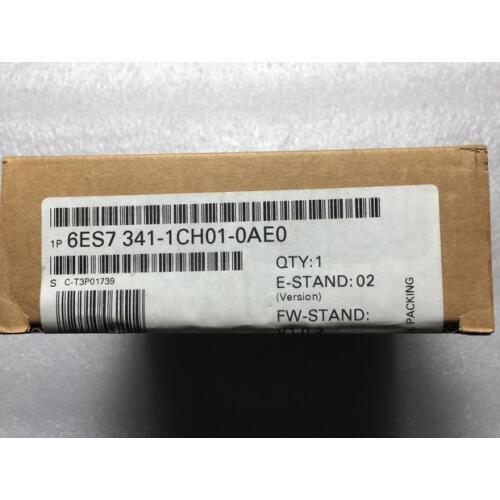 1P 6ES7 341-1CH01-0AE0
S C-T3P01739
QTY:1
E-STAND: 02
(Version)
FW-STAND:
PACKING